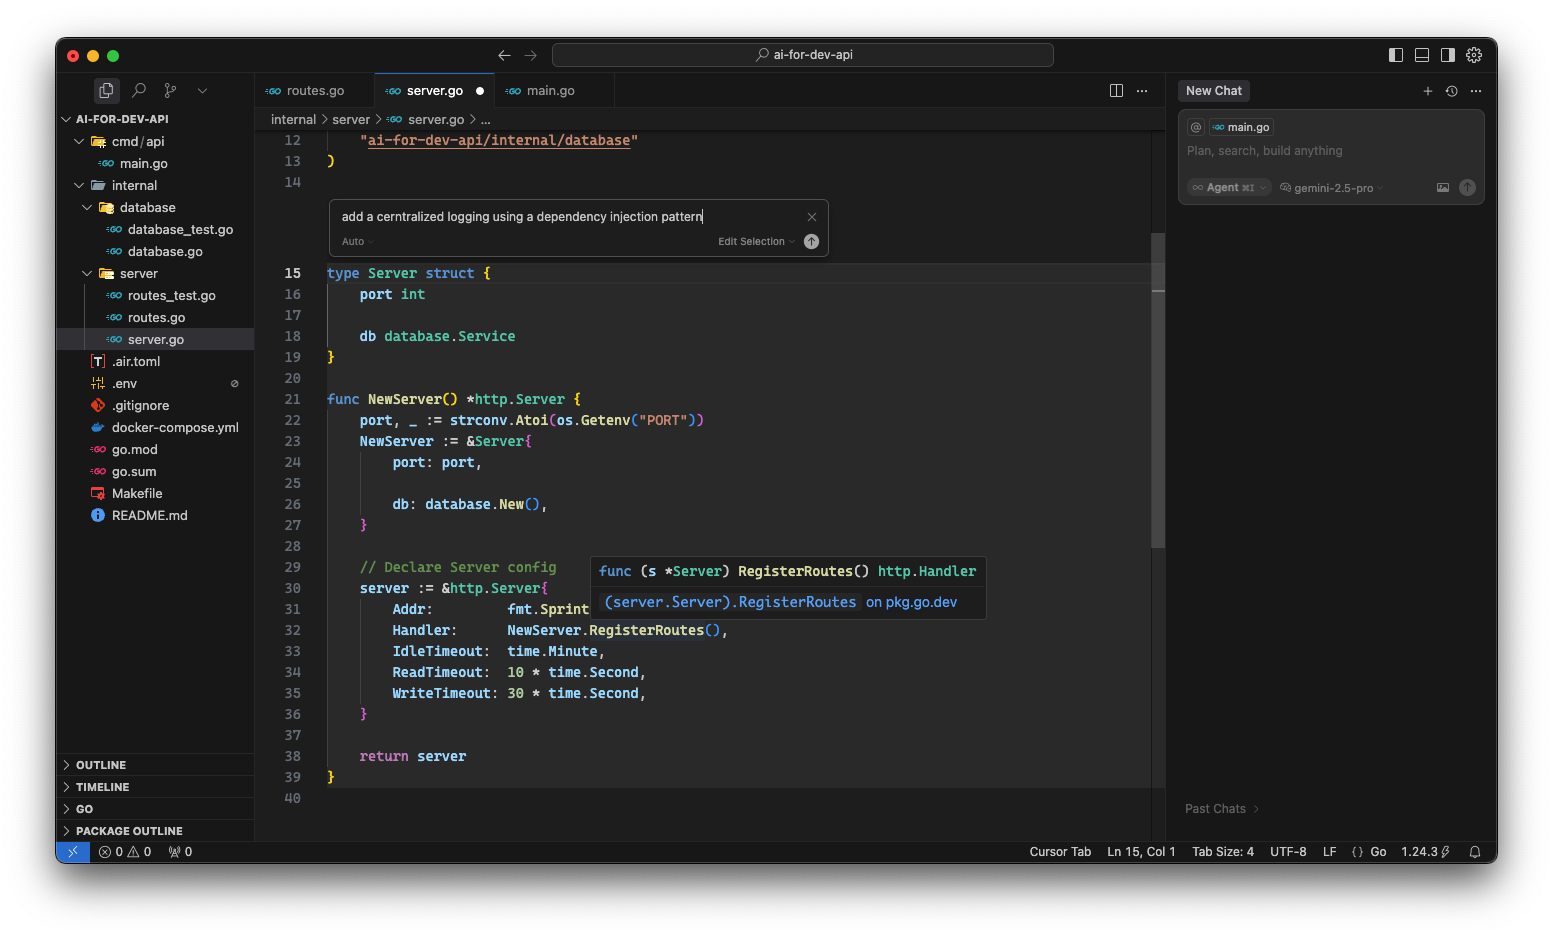 ai-for-dev-api
AI-FOR-DEV-API
cmd / api
main.go
internal
database
database_test.go
database.go
server
routes_test.go
routes.go
server.go
.air.toml
.env
.gitignore
docker-compose.yml
go.mod
go.sum
Makefile
README.md
OUTLINE
TIMELINE
GO
PACKAGE OUTLINE
routes.go server.go main.go
internal > server > server.go > ...
12 "ai-for-dev-api/internal/database"
13 )
14
add a cerntralized logging using a dependency injection pattern
Auto Edit Selection
15 type Server struct {
16 port int
17
18 db database.Service
19 }
20
21 func NewServer() *http.Server {
22 port, _ := strconv.Atoi(os.Getenv("PORT"))
23 NewServer := &Server{
24 port: port,
25
26 db: database.New(),
27 }
28
29 // Declare Server config
30 server := &http.Server{
31 Addr: fmt.Sprint
32 Handler: NewServer.RegisterRoutes(),
33 IdleTimeout: time.Minute,
34 ReadTimeout: 10 * time.Second,
35 WriteTimeout: 30 * time.Second,
36 }
37
38 return server
39 }
40
func (s *Server) RegisterRoutes() http.Handler
(server.Server).RegisterRoutes on pkg.go.dev
New Chat
@ main.go
Plan, search, build anything
Agent ⌘I gemini-2.5-pro
Past Chats >
0 0 0 Cursor Tab Ln 15, Col 1 Tab Size: 4 UTF-8 LF {} Go 1.24.3